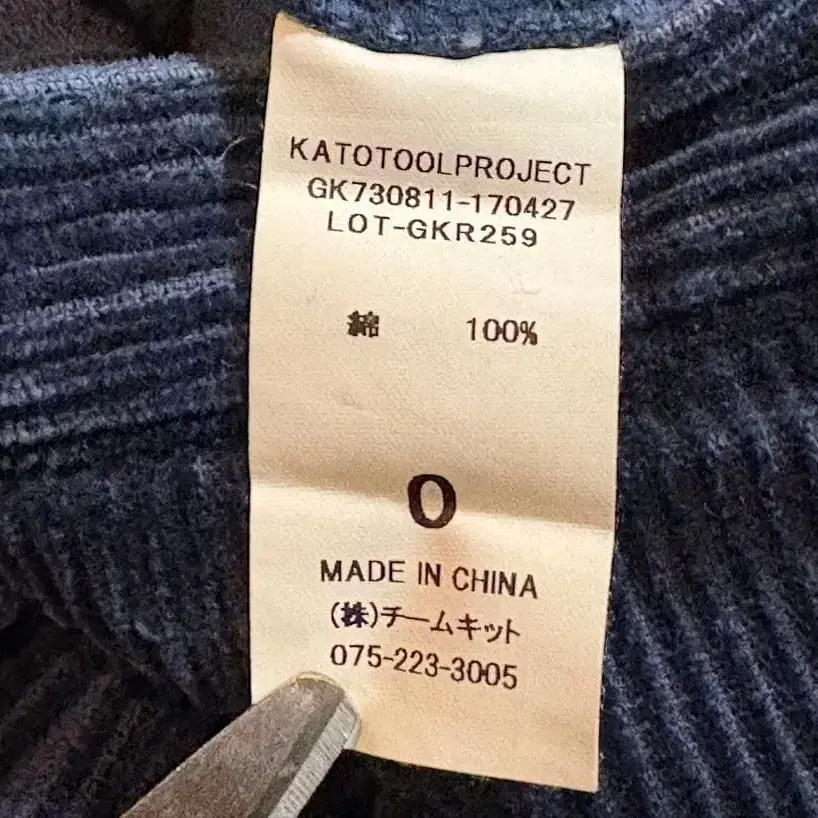 KATOTOOLPROJECT
GK730811-170427
LOT-GKR259
綿 100%
0
MADE IN CHINA
(株)チームキット
075-223-3005